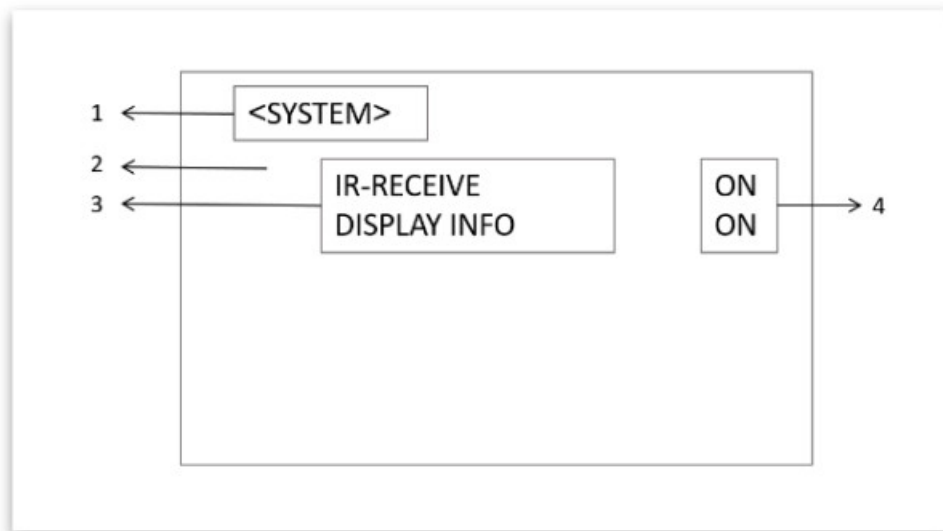 1 <SYSTEM>
2
3 IR-RECEIVE ON
DISPLAY INFO ON 4